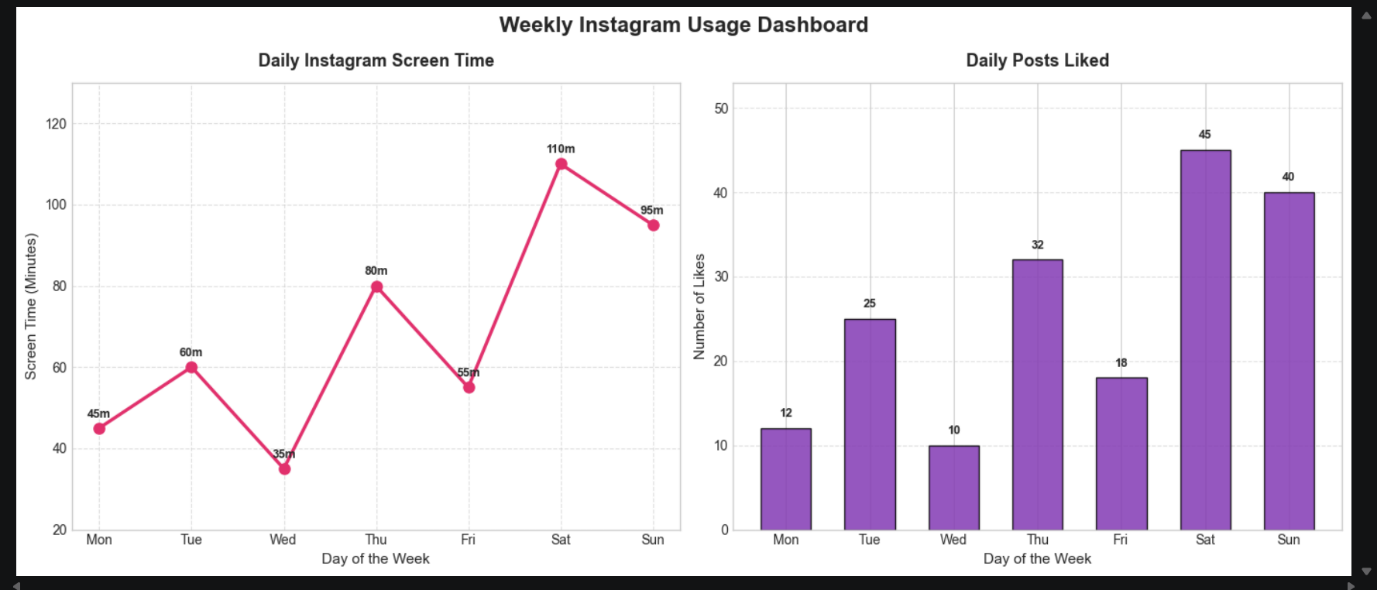 Weekly Instagram Usage Dashboard
Daily Instagram Screen Time
Screen Time (Minutes)
120
100
80
60
40
20
45m
60m
35m
80m
55m
110m
95m
Mon Tue Wed Thu Fri Sat Sun
Day of the Week
Daily Posts Liked
Number of Likes
50
40
30
20
10
0
12
25
10
32
18
45
40
Mon Tue Wed Thu Fri Sat Sun
Day of the Week